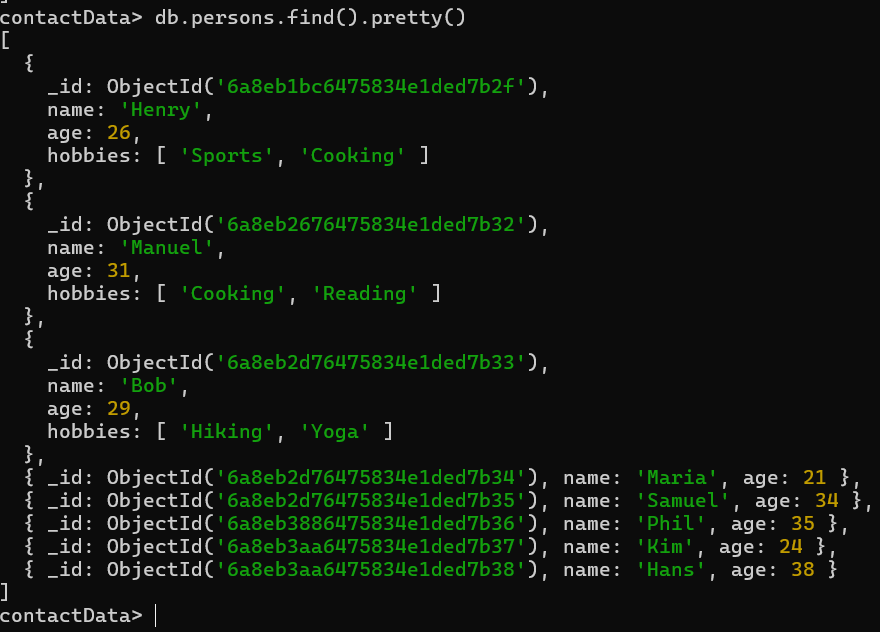 contactData> db.persons.find().pretty()
[
  {
    _id: ObjectId('6a8eb1bc6475834e1ded7b2f'),
    name: 'Henry',
    age: 26,
    hobbies: [ 'Sports', 'Cooking' ]
  },
  {
    _id: ObjectId('6a8eb2676475834e1ded7b32'),
    name: 'Manuel',
    age: 31,
    hobbies: [ 'Cooking', 'Reading' ]
  },
  {
    _id: ObjectId('6a8eb2d76475834e1ded7b33'),
    name: 'Bob',
    age: 29,
    hobbies: [ 'Hiking', 'Yoga' ]
  },
  { _id: ObjectId('6a8eb2d76475834e1ded7b34'), name: 'Maria', age: 21 },
  { _id: ObjectId('6a8eb2d76475834e1ded7b35'), name: 'Samuel', age: 34 },
  { _id: ObjectId('6a8eb3886475834e1ded7b36'), name: 'Phil', age: 35 },
  { _id: ObjectId('6a8eb3aa6475834e1ded7b37'), name: 'Kim', age: 24 },
  { _id: ObjectId('6a8eb3aa6475834e1ded7b38'), name: 'Hans', age: 38 }
]
contactData>